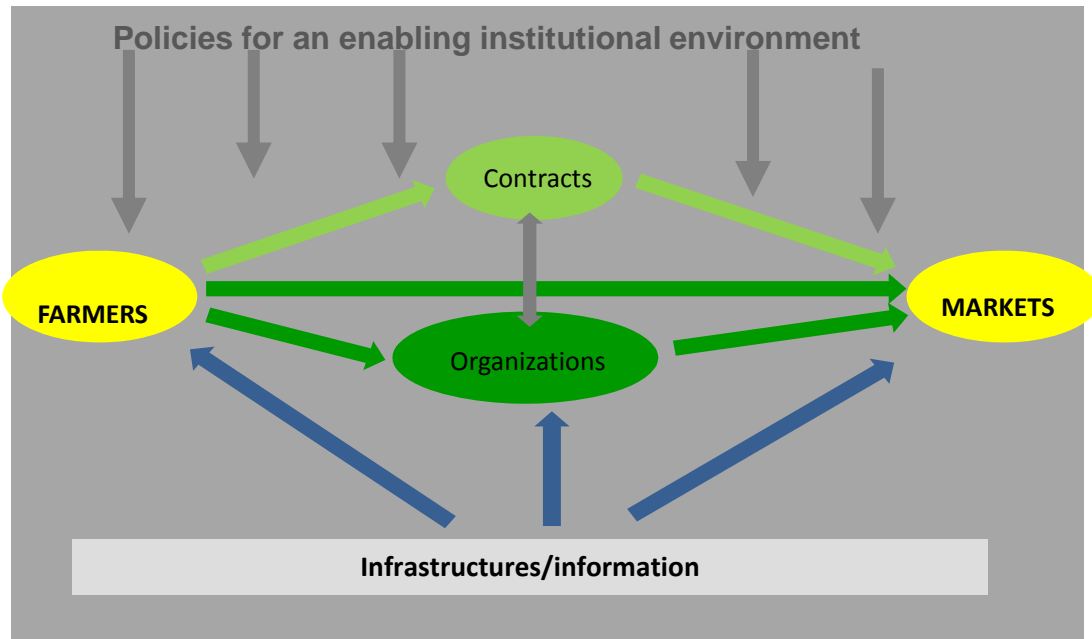 Policies for an enabling institutional environment
Contracts
FARMERS
MARKETS
Organizations
Infrastructures/information